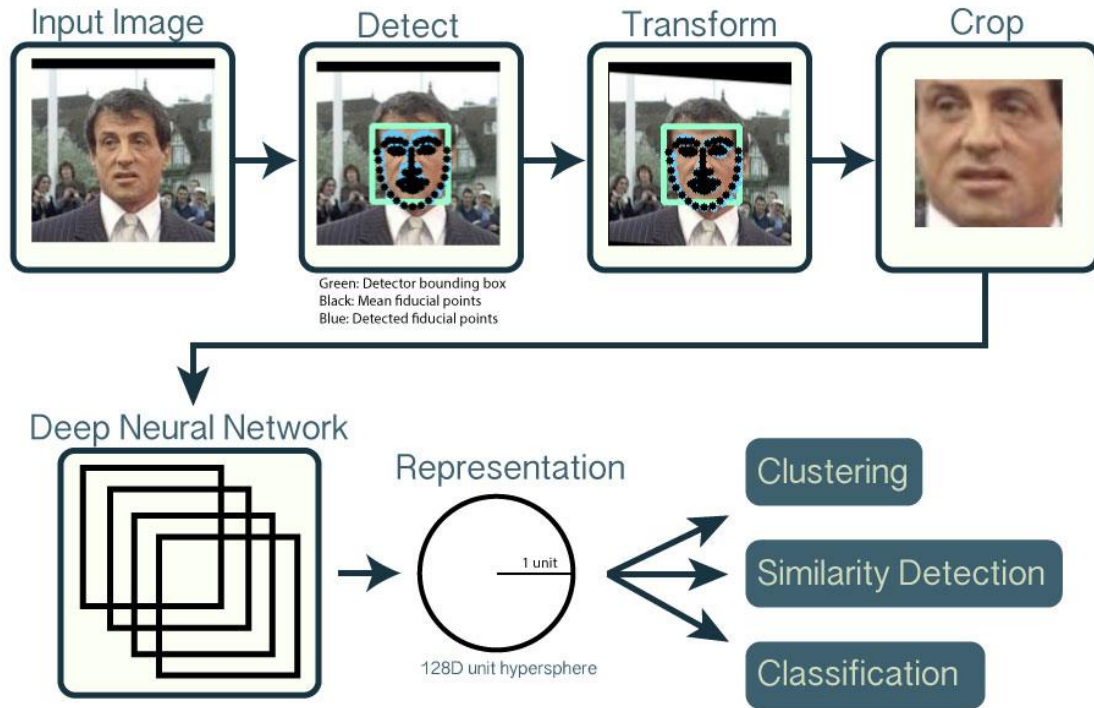 Input Image
Detect
Transform
Crop
Green: Detector bounding box
Black: Mean fiducial points
Blue: Detected fiducial points
Deep Neural Network
Representation
1 unit
128D unit hypersphere
Clustering
Similarity Detection
Classification